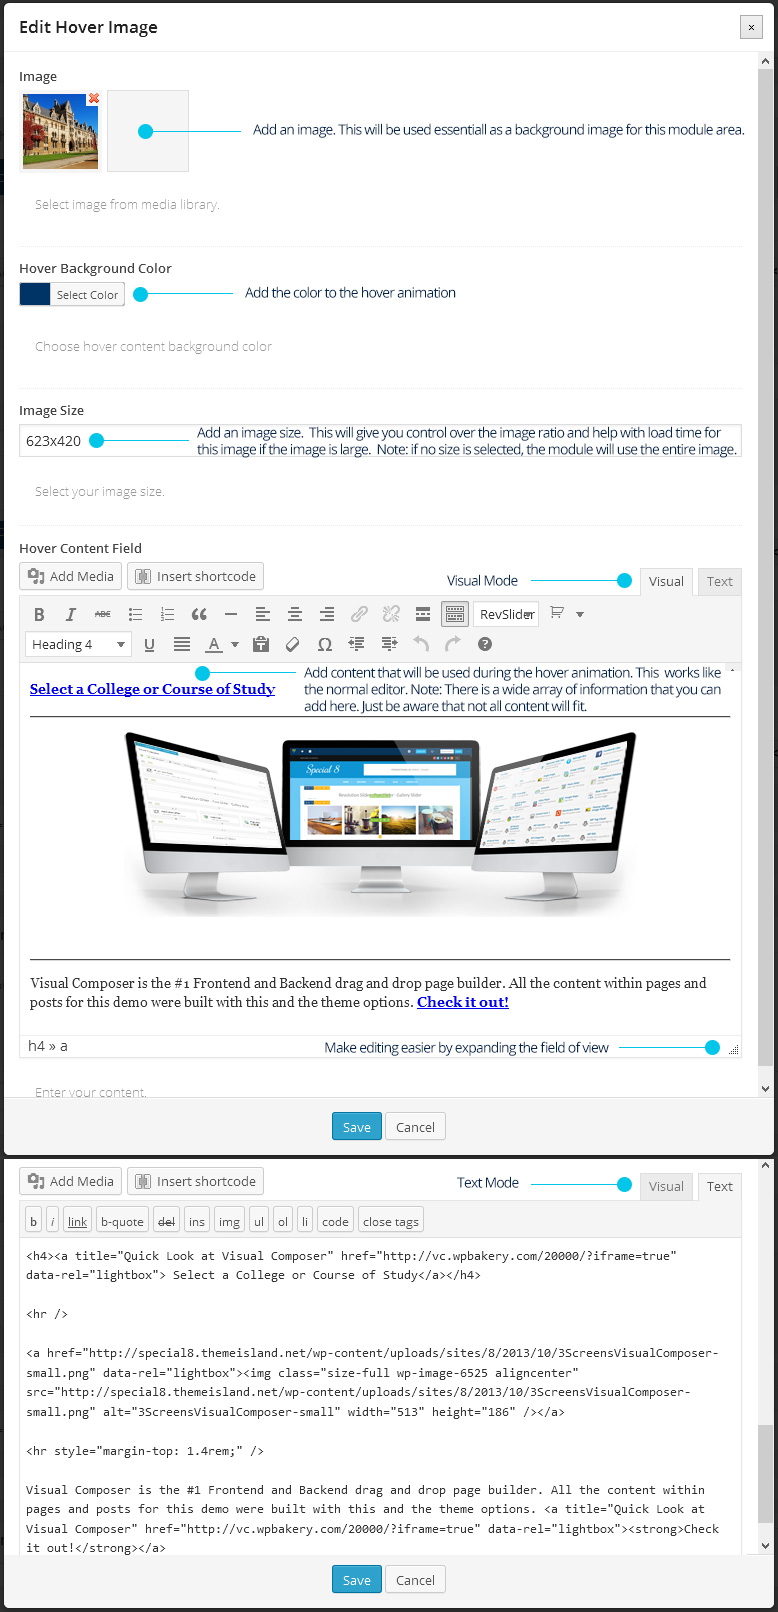 Edit Hover Image
×
Image
Add an image. This will be used essentiall as a background image for this module area.
Select image from media library.
Hover Background Color
Select Color
Add the color to the hover animation
Choose hover content background color
Image Size
623x420
Add an image size.  This will give you control over the image ratio and help with load time for
this image if the image is large.  Note: if no size is selected, the module will use the entire image.
Select your image size.
Hover Content Field
Add Media
Insert shortcode
Visual Mode
Visual
Text
B I ABC
RevSlider
Heading 4
U
A
Ω
Add content that will be used during the hover animation. This  works like
the normal editor. Note: There is a wide array of information that you can
add here. Just be aware that not all content will fit.
Select a College or Course of Study
Special 8
Visual Composer is the #1 Frontend and Backend drag and drop page builder. All the content within pages and
posts for this demo were built with this and the theme options. Check it out!
h4 » a
Make editing easier by expanding the field of view
Enter your content.
Save
Cancel
Add Media
Insert shortcode
Text Mode
Visual
Text
b i link b-quote del ins img ul ol li code close tags
<h4><a title="Quick Look at Visual Composer" href="http://vc.wpbakery.com/20000/?iframe=true"
data-rel="lightbox"> Select a College or Course of Study</a></h4>
<hr />
<a href="http://special8.themeisland.net/wp-content/uploads/sites/8/2013/10/3ScreensVisualComposer-
small.png" data-rel="lightbox"><img class="size-full wp-image-6525 aligncenter"
src="http://special8.themeisland.net/wp-content/uploads/sites/8/2013/10/3ScreensVisualComposer-
small.png" alt="3ScreensVisualComposer-small" width="513" height="186" /></a>
<hr style="margin-top: 1.4rem;" />
Visual Composer is the #1 Frontend and Backend drag and drop page builder. All the content within
pages and posts for this demo were built with this and the theme options. <a title="Quick Look at
Visual Composer" href="http://vc.wpbakery.com/20000/?iframe=true" data-rel="lightbox"><strong>Check
it out!</strong></a>
Save
Cancel